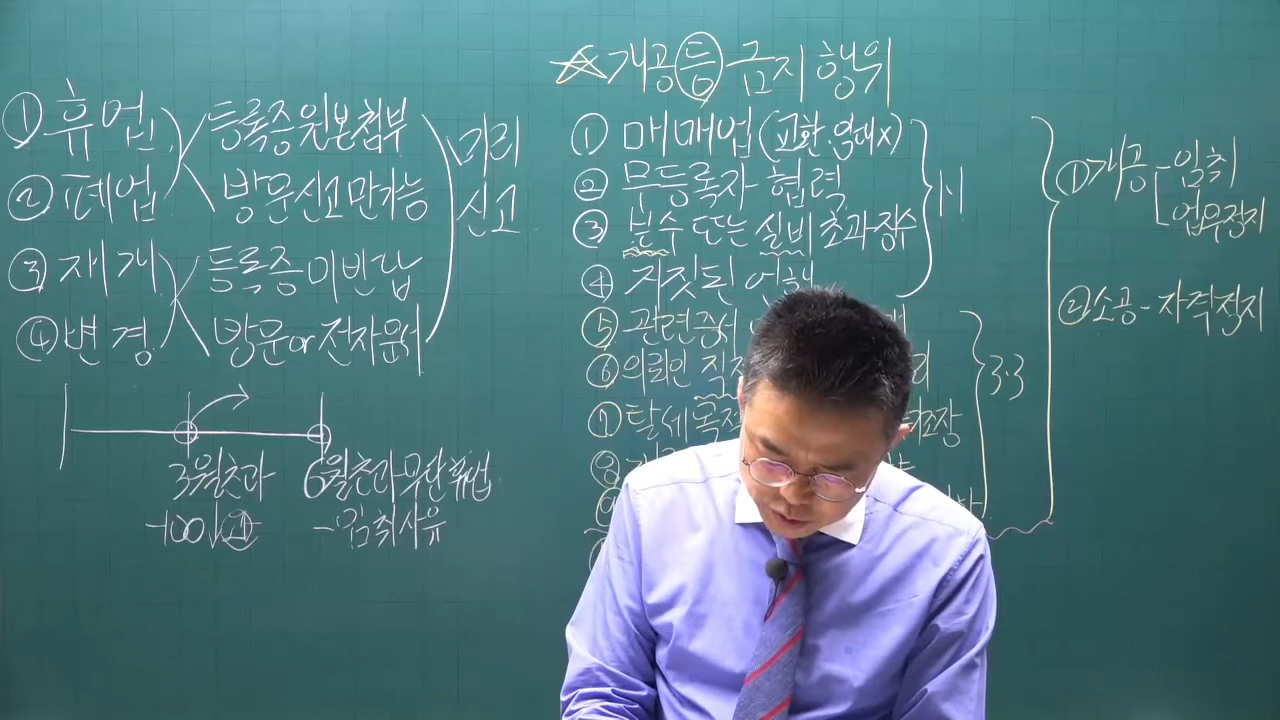 ① 휴업 등록증원본첨부 미리
② 폐업 방문신고만가능 신고
③ 재개 등록증미반납
④ 변경 방문or전자문서
3월초과 6월초과무단휴업
-100↓㉠ -임취사유
☆개공등금지행위
① 매매업(교환.임대x)
② 무등록자 협력 1-1
③ 보수 또는 실비초과징수
④ 거짓된 언행
⑤ 관련증서
⑥ 의뢰인 직접 3-3
⑦ 탈세목적
⑧
① 개공-임취
업무정지
② 소공-자격정지